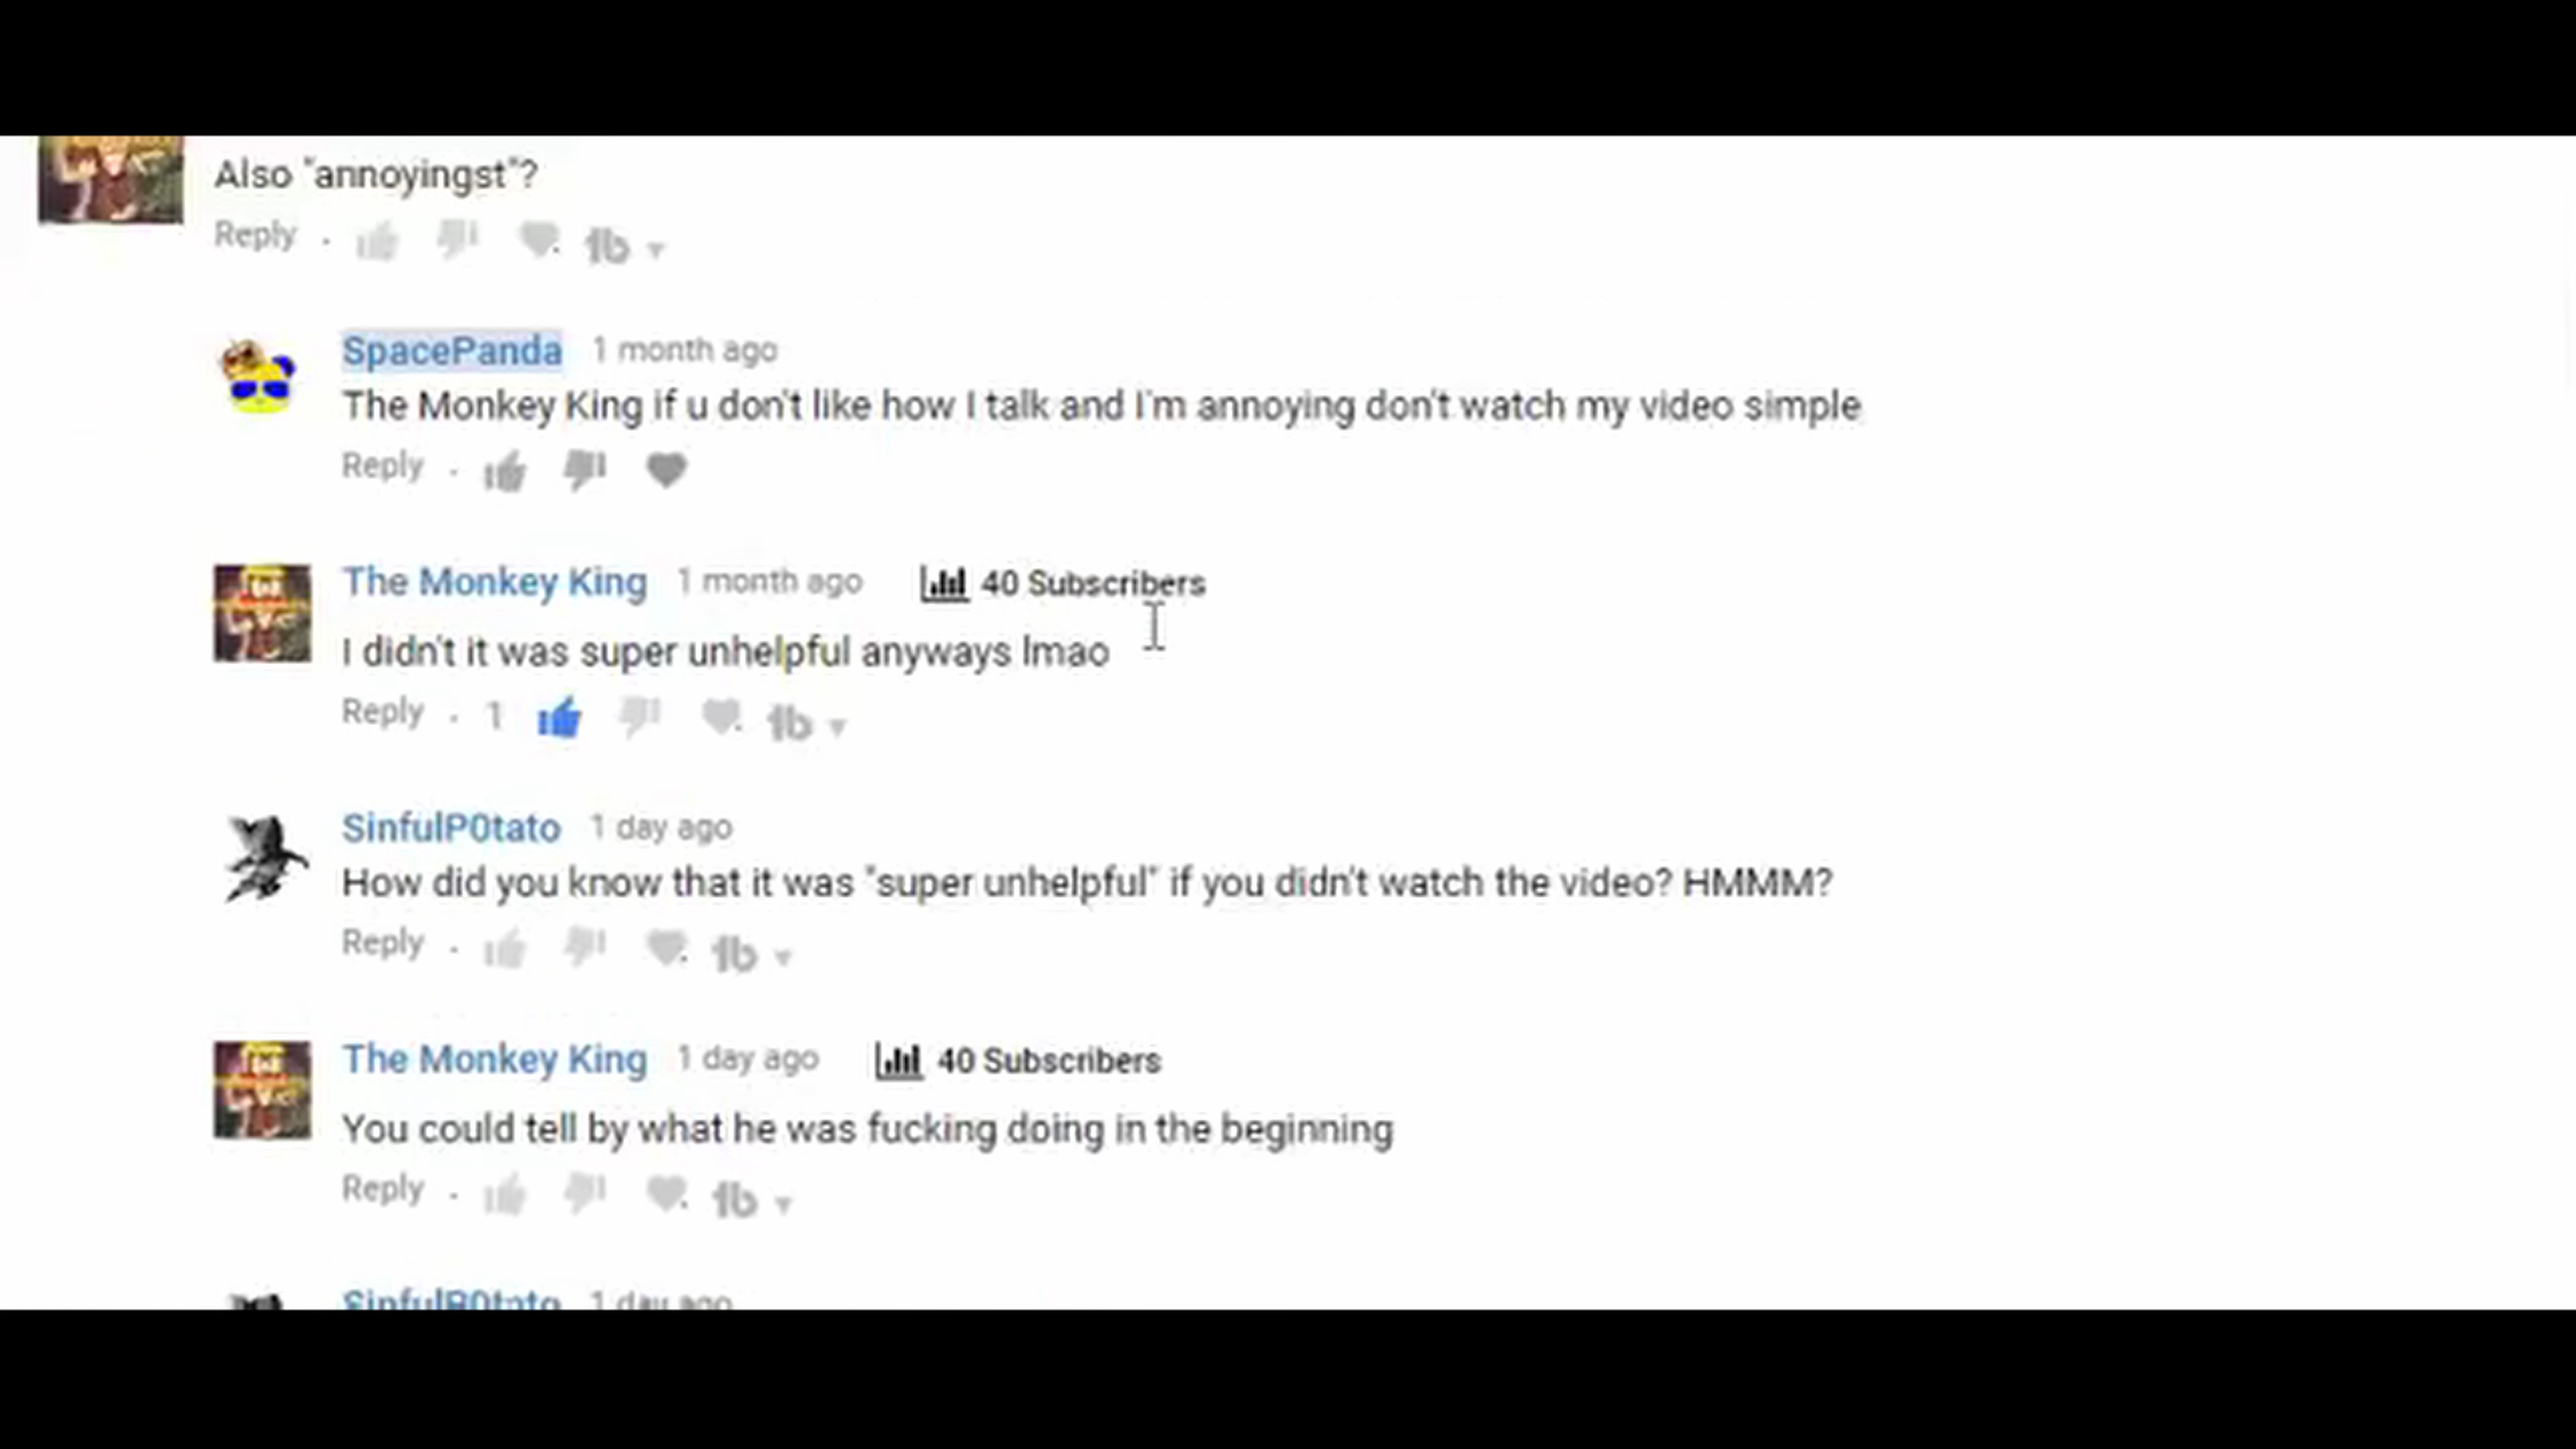 Also "annoyingst"?
Reply
SpacePanda 1 month ago
The Monkey King if u don't like how I talk and I'm annoying don't watch my video simple
Reply
The Monkey King 1 month ago 40 Subscribers
I didn't it was super unhelpful anyways lmao
Reply . 1
SinfulP0tato 1 day ago
How did you know that it was "super unhelpful" if you didn't watch the video? HMMM?
Reply
The Monkey King 1 day ago 40 Subscribers
You could tell by what he was fucking doing in the beginning
Reply
SinfulP0tato 1 day ago